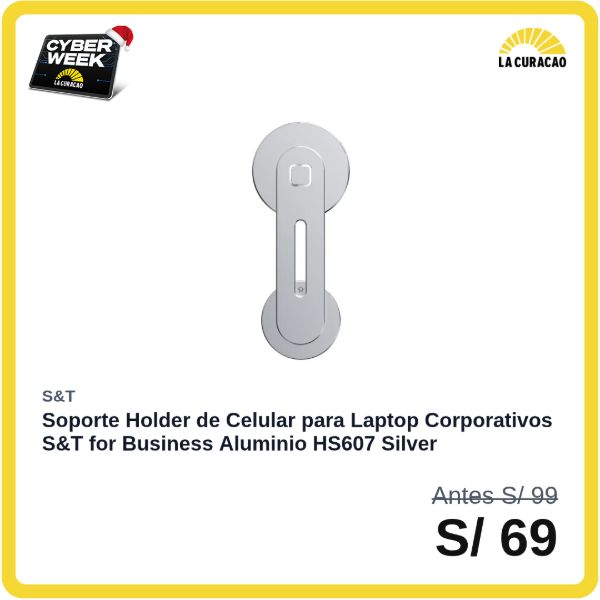 CYBER
WEEK
LA CURACAO
LA CURACAO
S&T
Soporte Holder de Celular para Laptop Corporativos
S&T for Business Aluminio HS607 Silver
Antes S/ 99
S/ 69